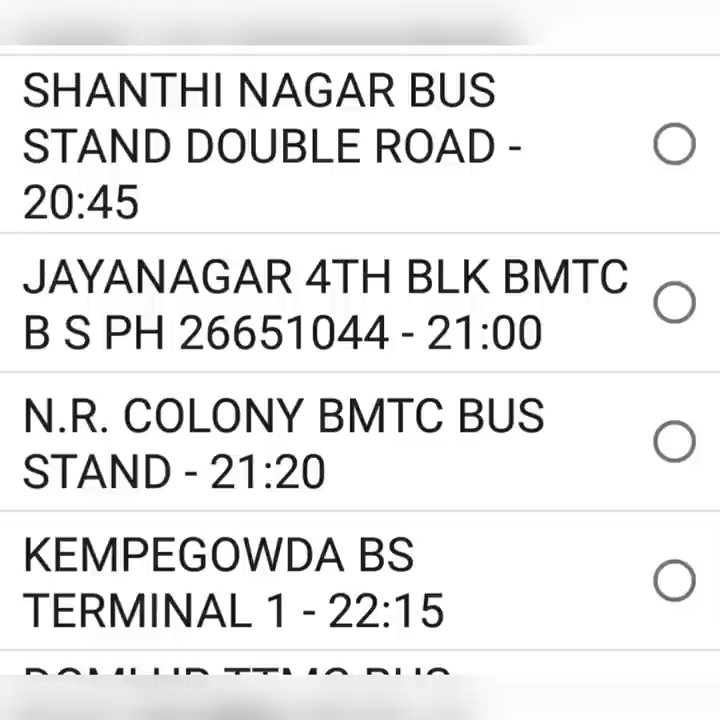 SHANTHI NAGAR BUS
STAND DOUBLE ROAD -
20:45
JAYANAGAR 4TH BLK BMTC
B S PH 26651044 - 21:00
N.R. COLONY BMTC BUS
STAND - 21:20
KEMPEGOWDA BS
TERMINAL 1 - 22:15